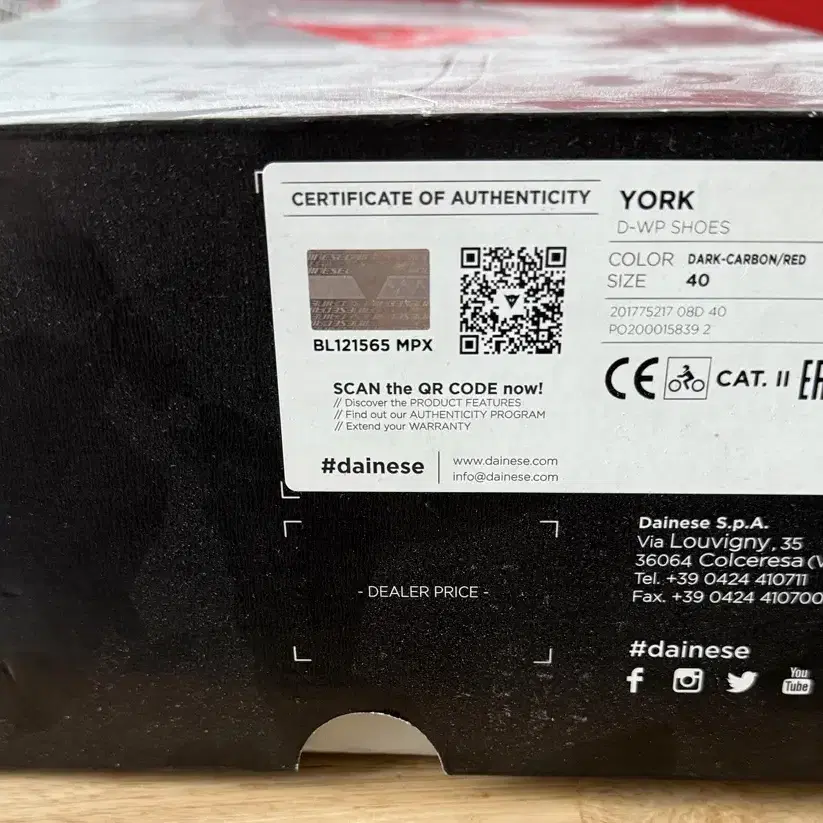 CERTIFICATE OF AUTHENTICITY
BL121565 MPX
SCAN the QR CODE now!
// Discover the PRODUCT FEATURES
// Find out our AUTHENTICITY PROGRAM
// Extend your WARRANTY
#dainese
www.dainese.com
info@dainese.com
YORK
D-WP SHOES
COLOR DARK-CARBON/RED
SIZE 40
201775217 08D 40
PO200015839 2
CE CAT. II
- DEALER PRICE -
Dainese S.p.A.
Via Louvigny, 35
36064 Colceresa (V
Tel. +39 0424 410711
Fax. +39 0424 410700
#dainese
You
Tube